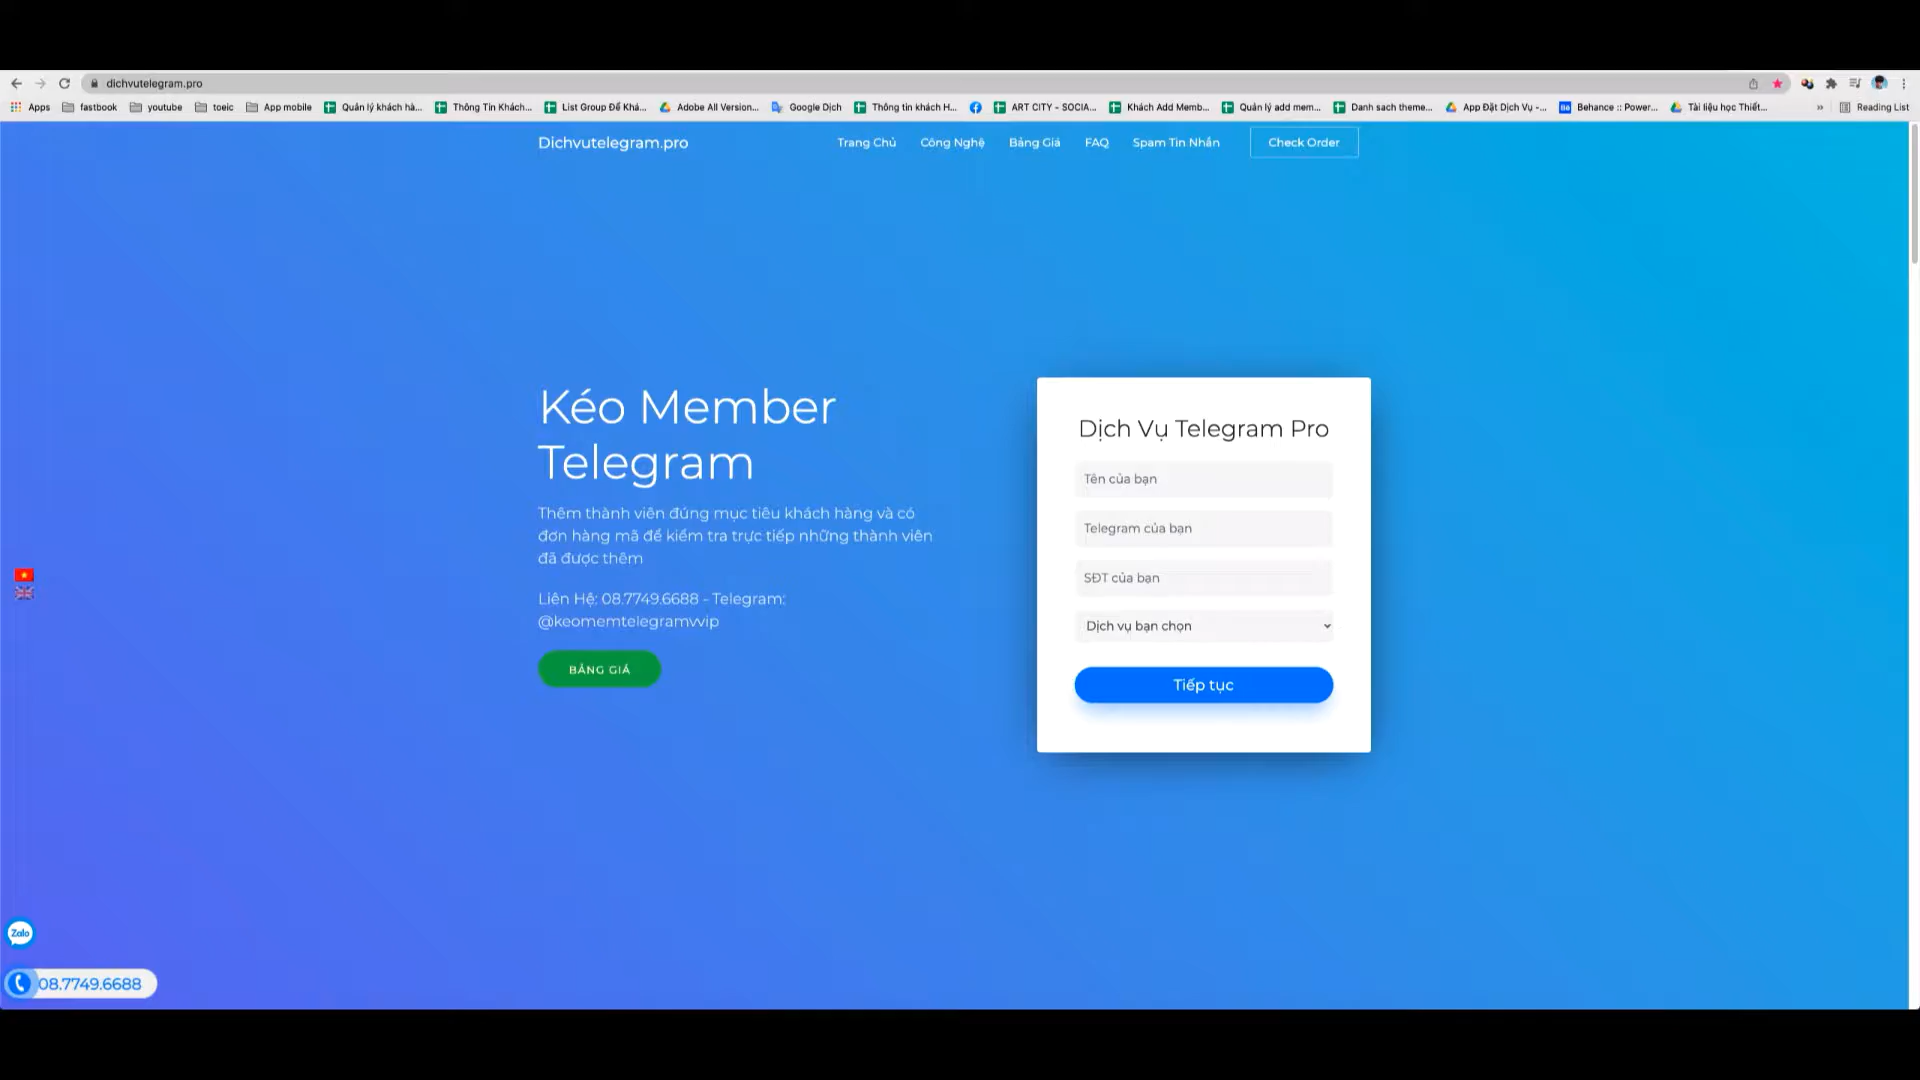 dichvutelegram.pro
Apps fastbook youtube toeic App mobile Quản lý khách hà... Thông Tin Khách... List Group Để Khá... Adobe All Version... Google Dịch Thông tin khách H... ART CITY - SOCIA... Khách Add Memb... Quản lý add mem... Danh sach theme... App Đặt Dịch Vụ -... Behance :: Power... Tài liệu học Thiết... » Reading List
Dichvutelegram.pro Trang Chủ Công Nghệ Bảng Giá FAQ Spam Tin Nhắn Check Order
Kéo Member
Telegram
Thêm thành viên đúng mục tiêu khách hàng và có
đơn hàng mã để kiểm tra trực tiếp những thành viên
đã được thêm
Liên Hệ: 08.7749.6688 - Telegram:
@keomemtelegramvvip
BẢNG GIÁ
Dịch Vụ Telegram Pro
Tên của bạn
Telegram của bạn
SĐT của bạn
Dịch vụ bạn chọn
Tiếp tục
Zalo
08.7749.6688